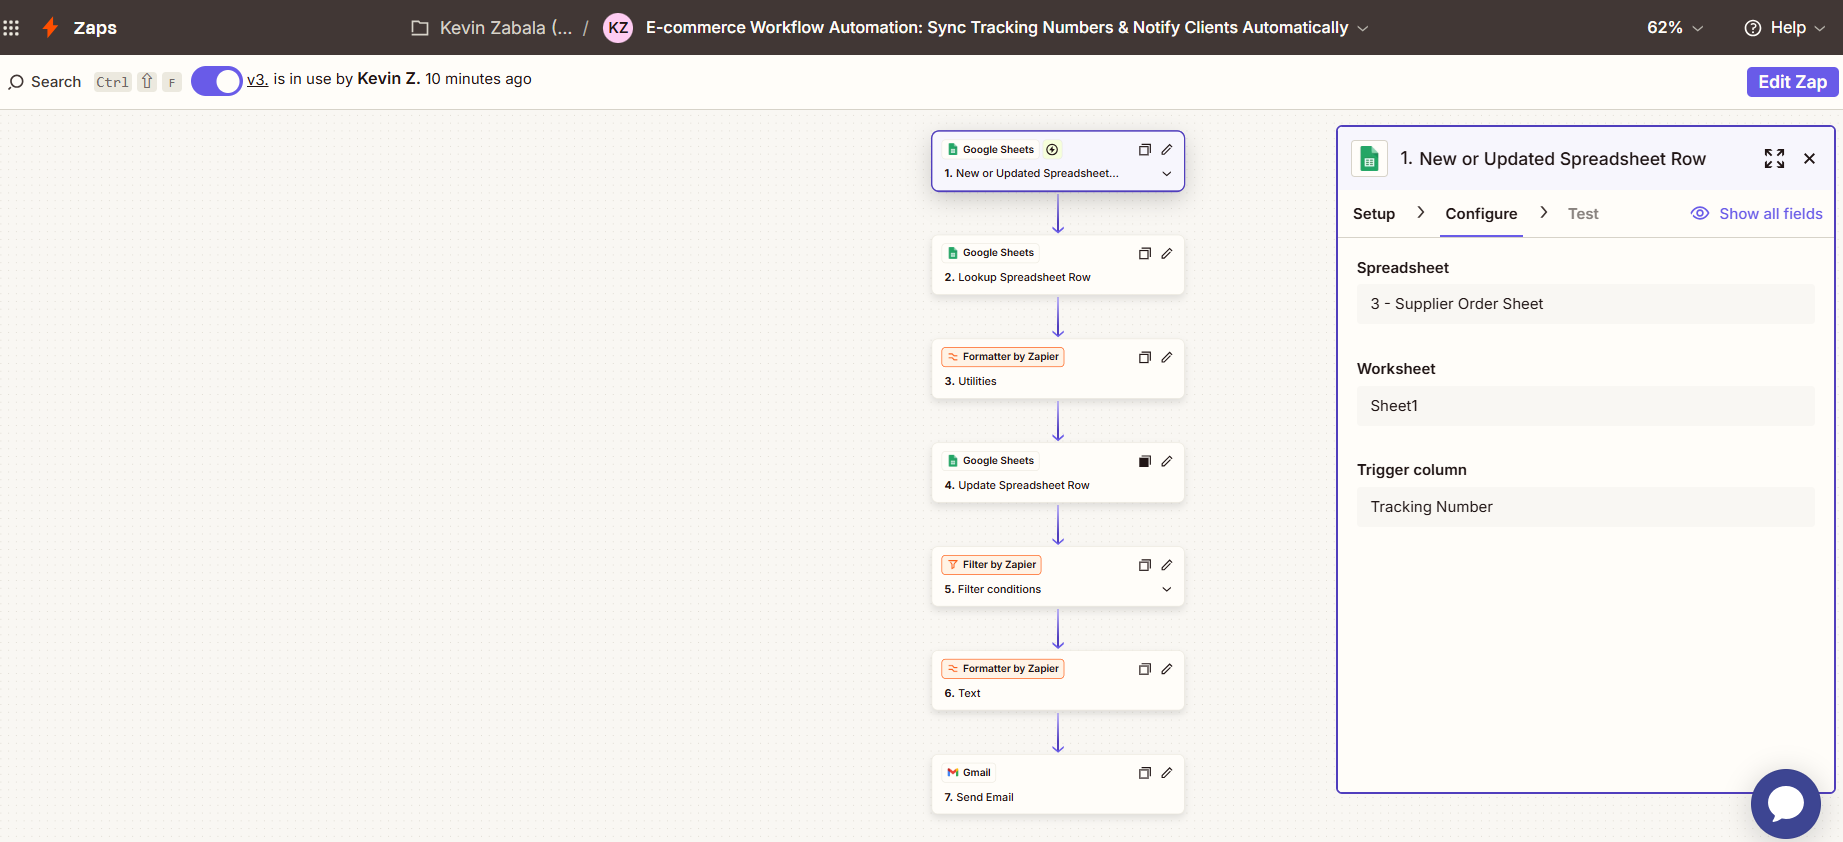 Zaps
Kevin Zabala (... / KZ E-commerce Workflow Automation: Sync Tracking Numbers & Notify Clients Automatically
62%
Help
Search Ctrl ⇧ F
v3. is in use by Kevin Z. 10 minutes ago
Edit Zap
Google Sheets
1. New or Updated Spreadsheet...
Google Sheets
2. Lookup Spreadsheet Row
Formatter by Zapier
3. Utilities
Google Sheets
4. Update Spreadsheet Row
Filter by Zapier
5. Filter conditions
Formatter by Zapier
6. Text
Gmail
7. Send Email
1. New or Updated Spreadsheet Row
Setup
Configure
Test
Show all fields
Spreadsheet
3 - Supplier Order Sheet
Worksheet
Sheet1
Trigger column
Tracking Number